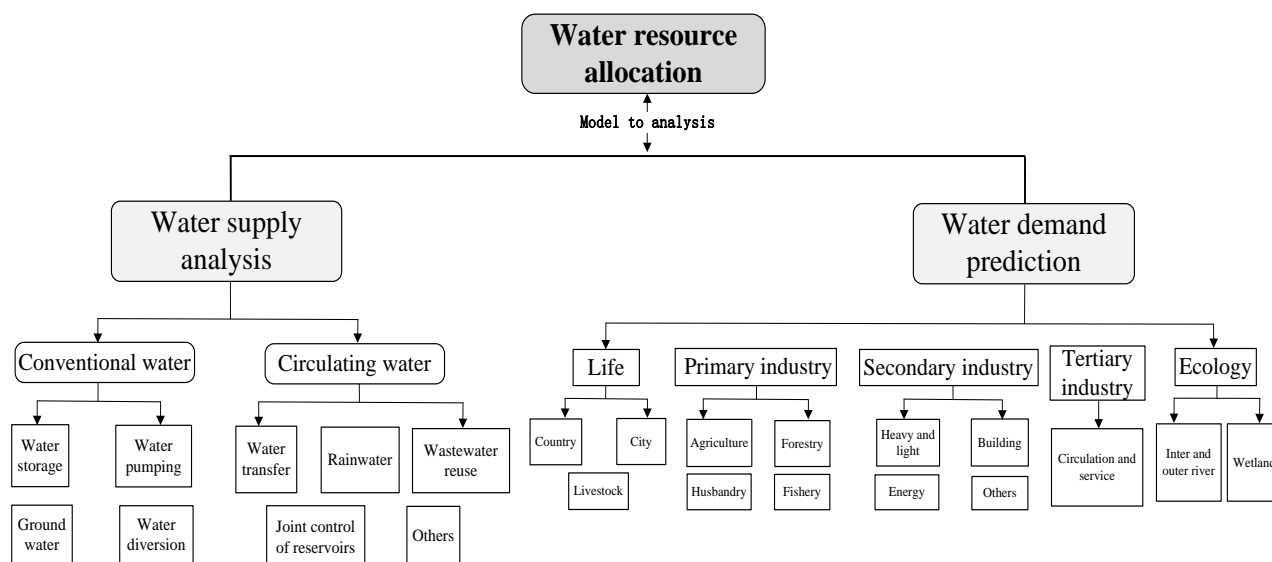 Water resource
allocation
Model to analysis
Water supply
analysis
Water demand
prediction
Conventional water
Circulating water
Life
Primary industry
Secondary industry
Tertiary
industry
Ecology
Water
storage
Water
pumping
Ground
water
Water
diversion
Water
transfer
Rainwater
Wastewater
reuse
Joint control
of reservoirs
Others
Country
City
Livestock
Agriculture
Forestry
Husbandry
Fishery
Heavy and
light
Building
Energy
Others
Circulation and
service
Inter and
outer river
Wetland